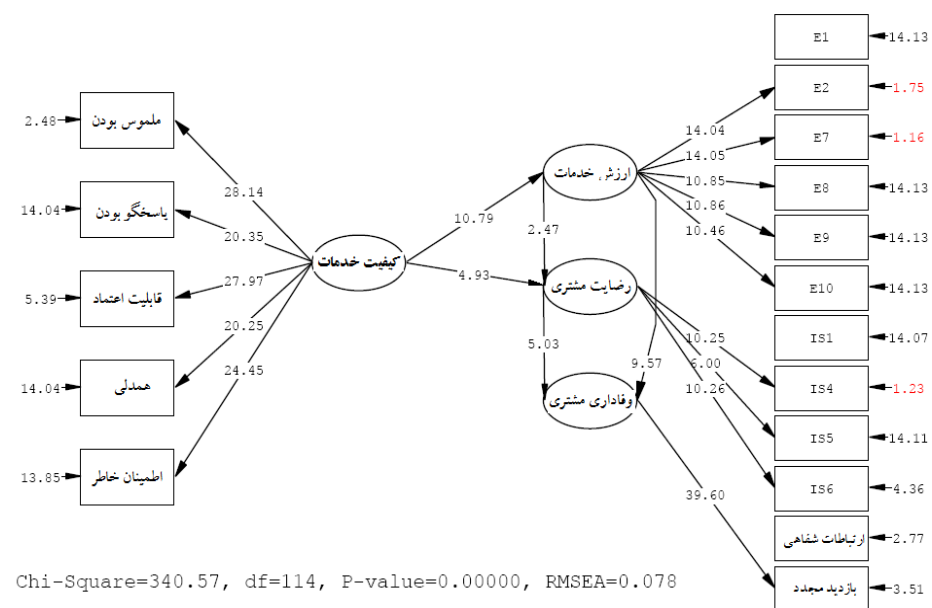 E1
14.13
E2
1.75
ملموس بودن
2.48
14.04
E7
1.16
14.05
ارزش خدمات
E8
14.13
10.85
28.14
پاسخگو بودن
14.04
10.86
20.35
10.79
2.47
E9
14.13
10.46
کیفیت خدمات
4.93
رضایت مشتری
E10
14.13
قابلیت اعتماد
5.39
27.97
IS1
14.07
10.25
20.25
5.03
9.57
6.00
همدلی
14.04
24.45
10.26
IS4
1.23
وفاداری مشتری
IS5
14.11
اطمینان خاطر
13.85
IS6
4.36
39.60
ارتباطات شفاهی
2.77
بازدید مجدد
3.51
Chi-Square=340.57, df=114, P-value=0.00000, RMSEA=0.078